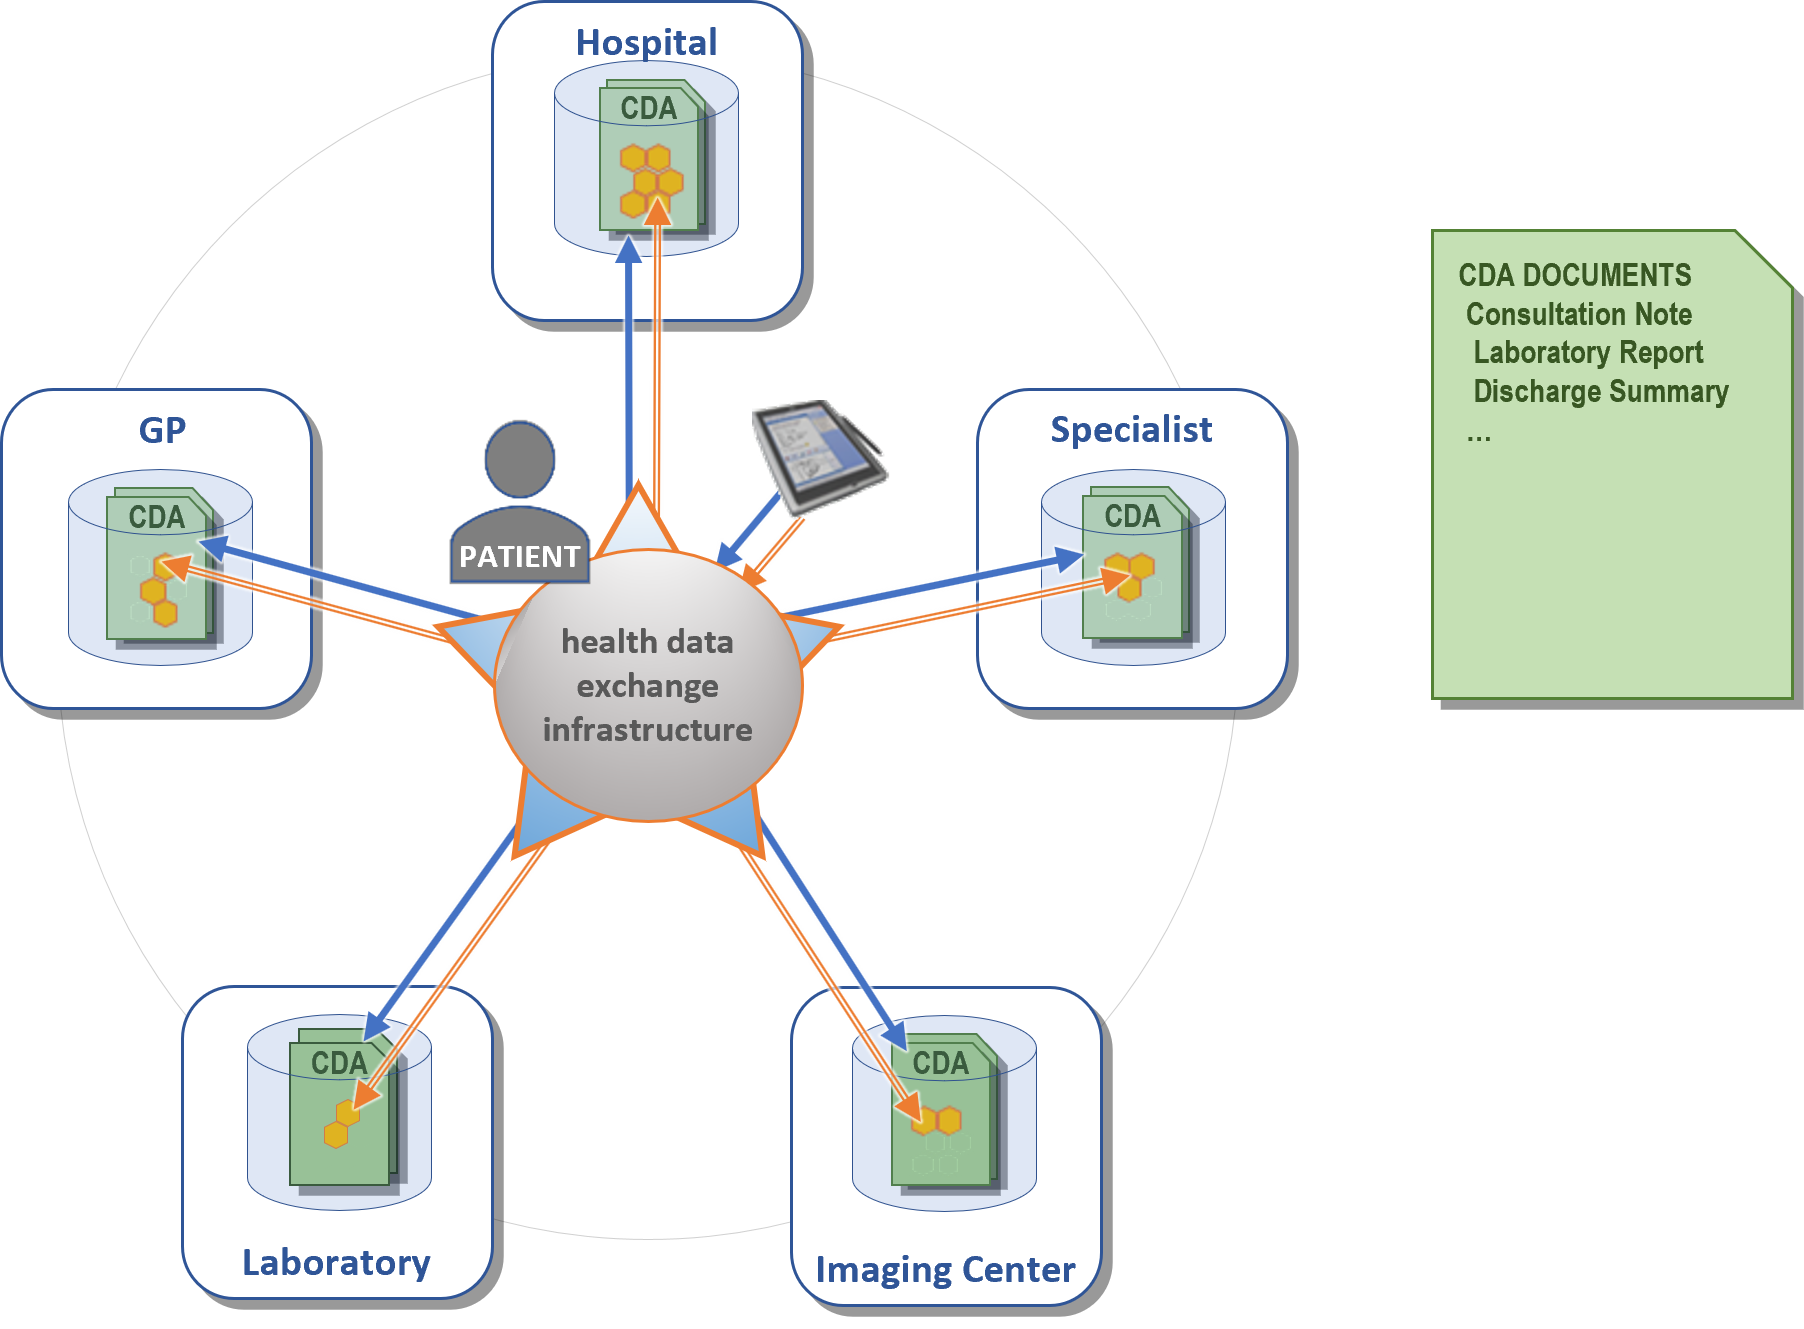 Hospital
CDA
GP
CDA
PATIENT
Specialist
CDA
health data
exchange
infrastructure
CDA
Laboratory
CDA
Imaging Center
CDA DOCUMENTS
Consultation Note
Laboratory Report
Discharge Summary
...